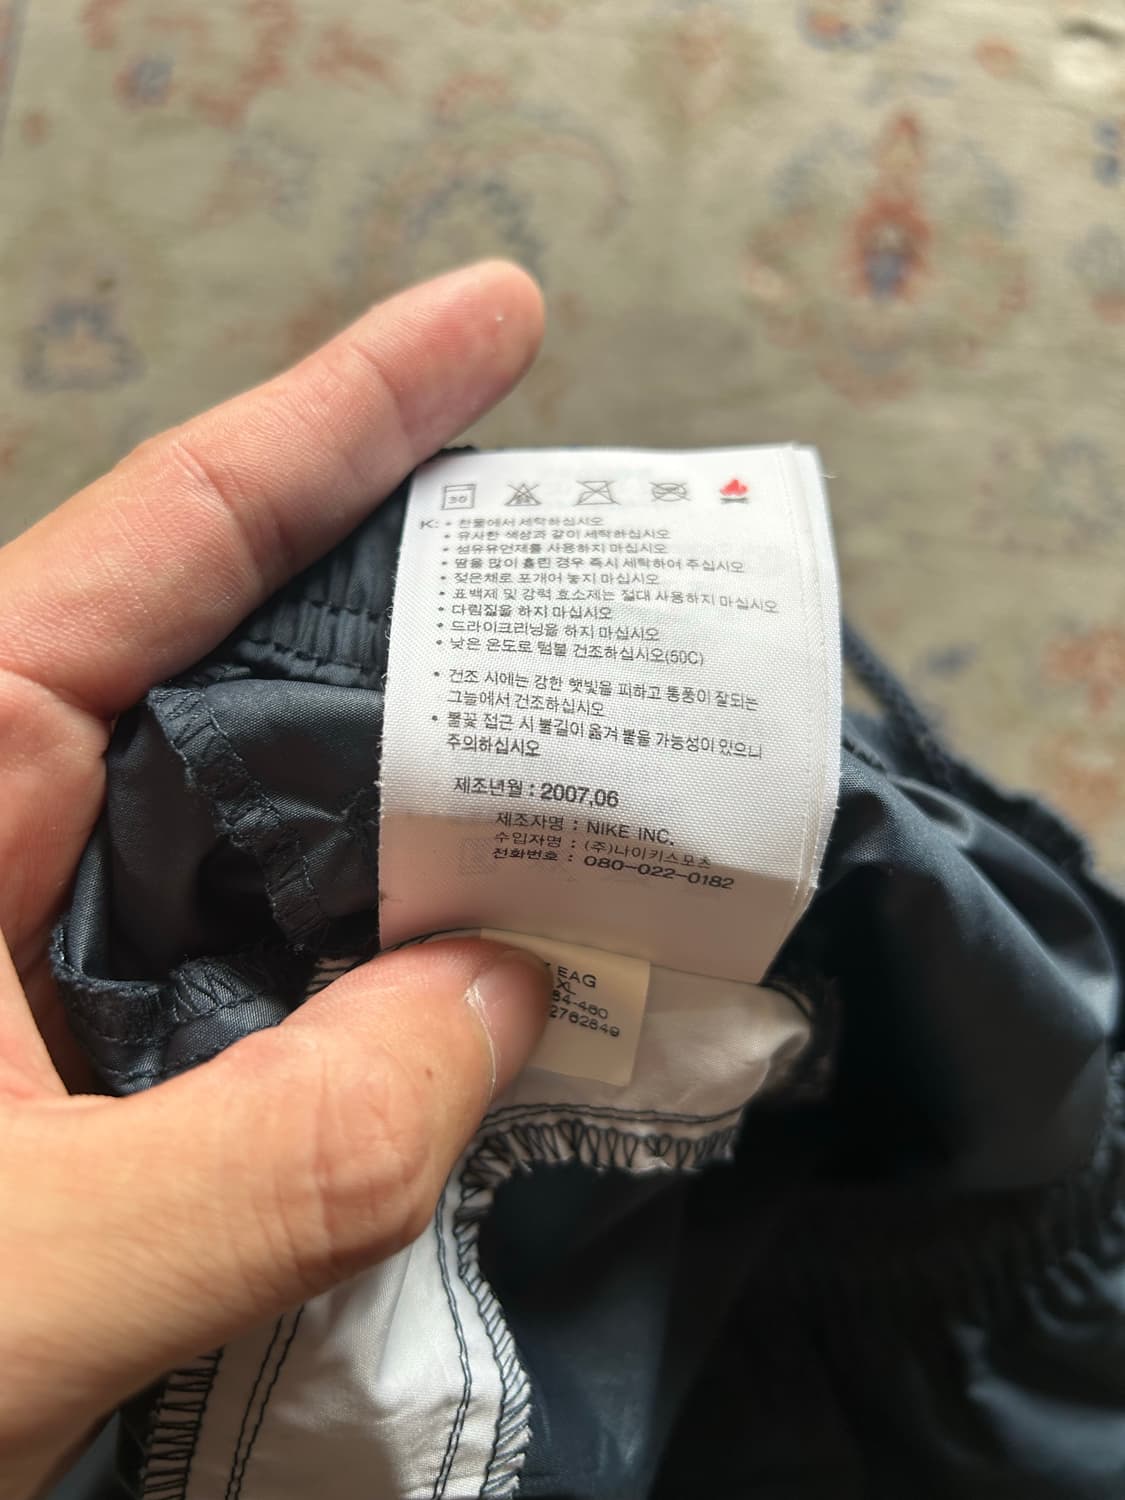 30
K: • 찬물에서 세탁하십시오
• 유사한 색상과 같이 세탁하십시오
• 섬유유연제를 사용하지 마십시오
• 땀을 많이 흘린 경우 즉시 세탁하여 주십시오
• 젖은채로 포개어 놓지 마십시오
• 표백제 및 강력 효소제는 절대 사용하지 마십시오
• 다림질을 하지 마십시오
• 드라이크리닝을 하지 마십시오
• 낮은 온도로 텀블 건조하십시오(50C)
• 건조 시에는 강한 햇빛을 피하고 통풍이 잘되는
그늘에서 건조하십시오
• 불꽃 접근 시 불길이 옮겨 붙을 가능성이 있으니
주의하십시오
제조년월 : 2007,06
제조자명 : NIKE INC.
수입자명 : (주)나이키스포츠
전화번호 : 080-022-0182
EAG
XL
84-460
2762849